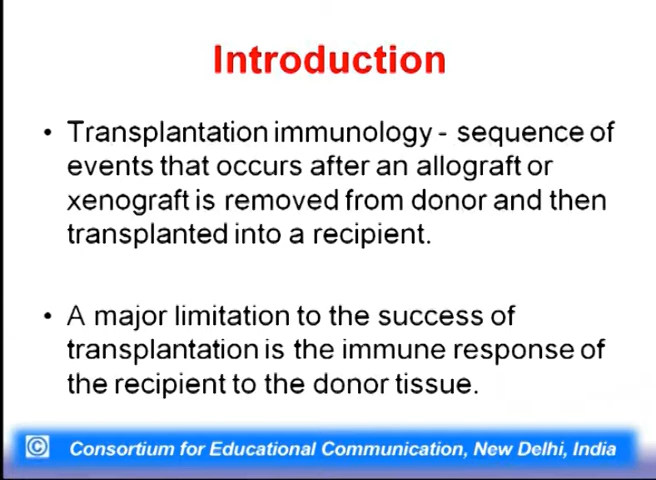 Introduction
• Transplantation immunology - sequence of
events that occurs after an allograft or
xenograft is removed from donor and then
transplanted into a recipient.
• A major limitation to the success of
transplantation is the immune response of
the recipient to the donor tissue.
© Consortium for Educational Communication, New Delhi, India